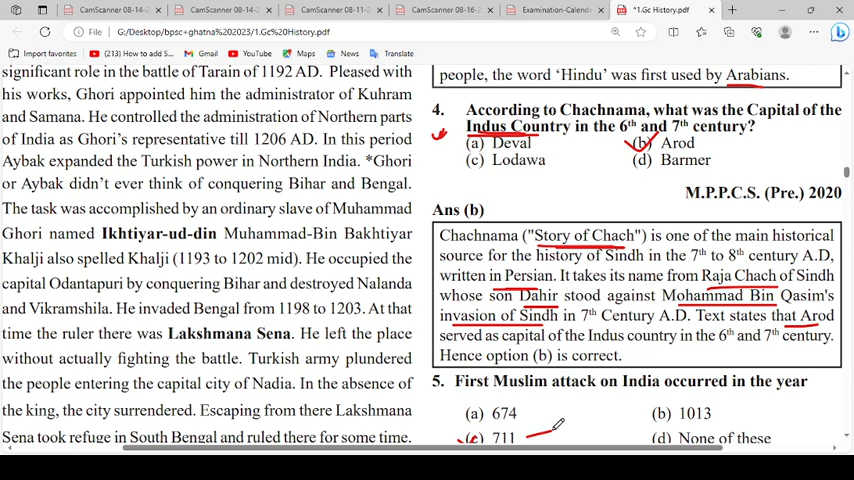 CamScanner 08-14-2
CamScanner 08-14-2
CamScanner 08-11-2
CamScanner 08-16-2
Examination-Calend
*1.Gc History.pdf
File
G:/Desktop/bpsc+ghatna%202023/1.Gc%20History.pdf
Import favorites
(213) How to add S...
Gmail
YouTube
Maps
News
Translate
significant role in the battle of Tarain of 1192 AD. Pleased with
his works, Ghori appointed him the administrator of Kuhram
and Samana. He controlled the administration of Northern parts
of India as Ghori's representative till 1206 AD. In this period
Aybak expanded the Turkish power in Northern India. *Ghori
or Aybak didn't ever think of conquering Bihar and Bengal.
The task was accomplished by an ordinary slave of Muhammad
Ghori named Ikhtiyar-ud-din Muhammad-Bin Bakhtiyar
Khalji also spelled Khalji (1193 to 1202 mid). He occupied the
capital Odantapuri by conquering Bihar and destroyed Nalanda
and Vikramshila. He invaded Bengal from 1198 to 1203. At that
time the ruler there was Lakshmana Sena. He left the place
without actually fighting the battle. Turkish army plundered
the people entering the capital city of Nadia. In the absence of
the king, the city surrendered. Escaping from there Lakshmana
Sena took refuge in South Bengal and ruled there for some time.
people, the word 'Hindu' was first used by Arabians.
4. According to Chachnama, what was the Capital of the
Indus Country in the 6th and 7th century?
(a) Deval (b) Arod
(c) Lodawa (d) Barmer
M.P.P.C.S. (Pre.) 2020
Ans (b)
Chachnama ("Story of Chach") is one of the main historical
source for the history of Sindh in the 7th to 8th century A.D,
written in Persian. It takes its name from Raja Chach of Sindh
whose son Dahir stood against Mohammad Bin Qasim's
invasion of Sindh in 7th Century A.D. Text states that Arod
served as capital of the Indus country in the 6th and 7th century.
Hence option (b) is correct.
5. First Muslim attack on India occurred in the year
(a) 674 (b) 1013
(c) 711 (d) None of these